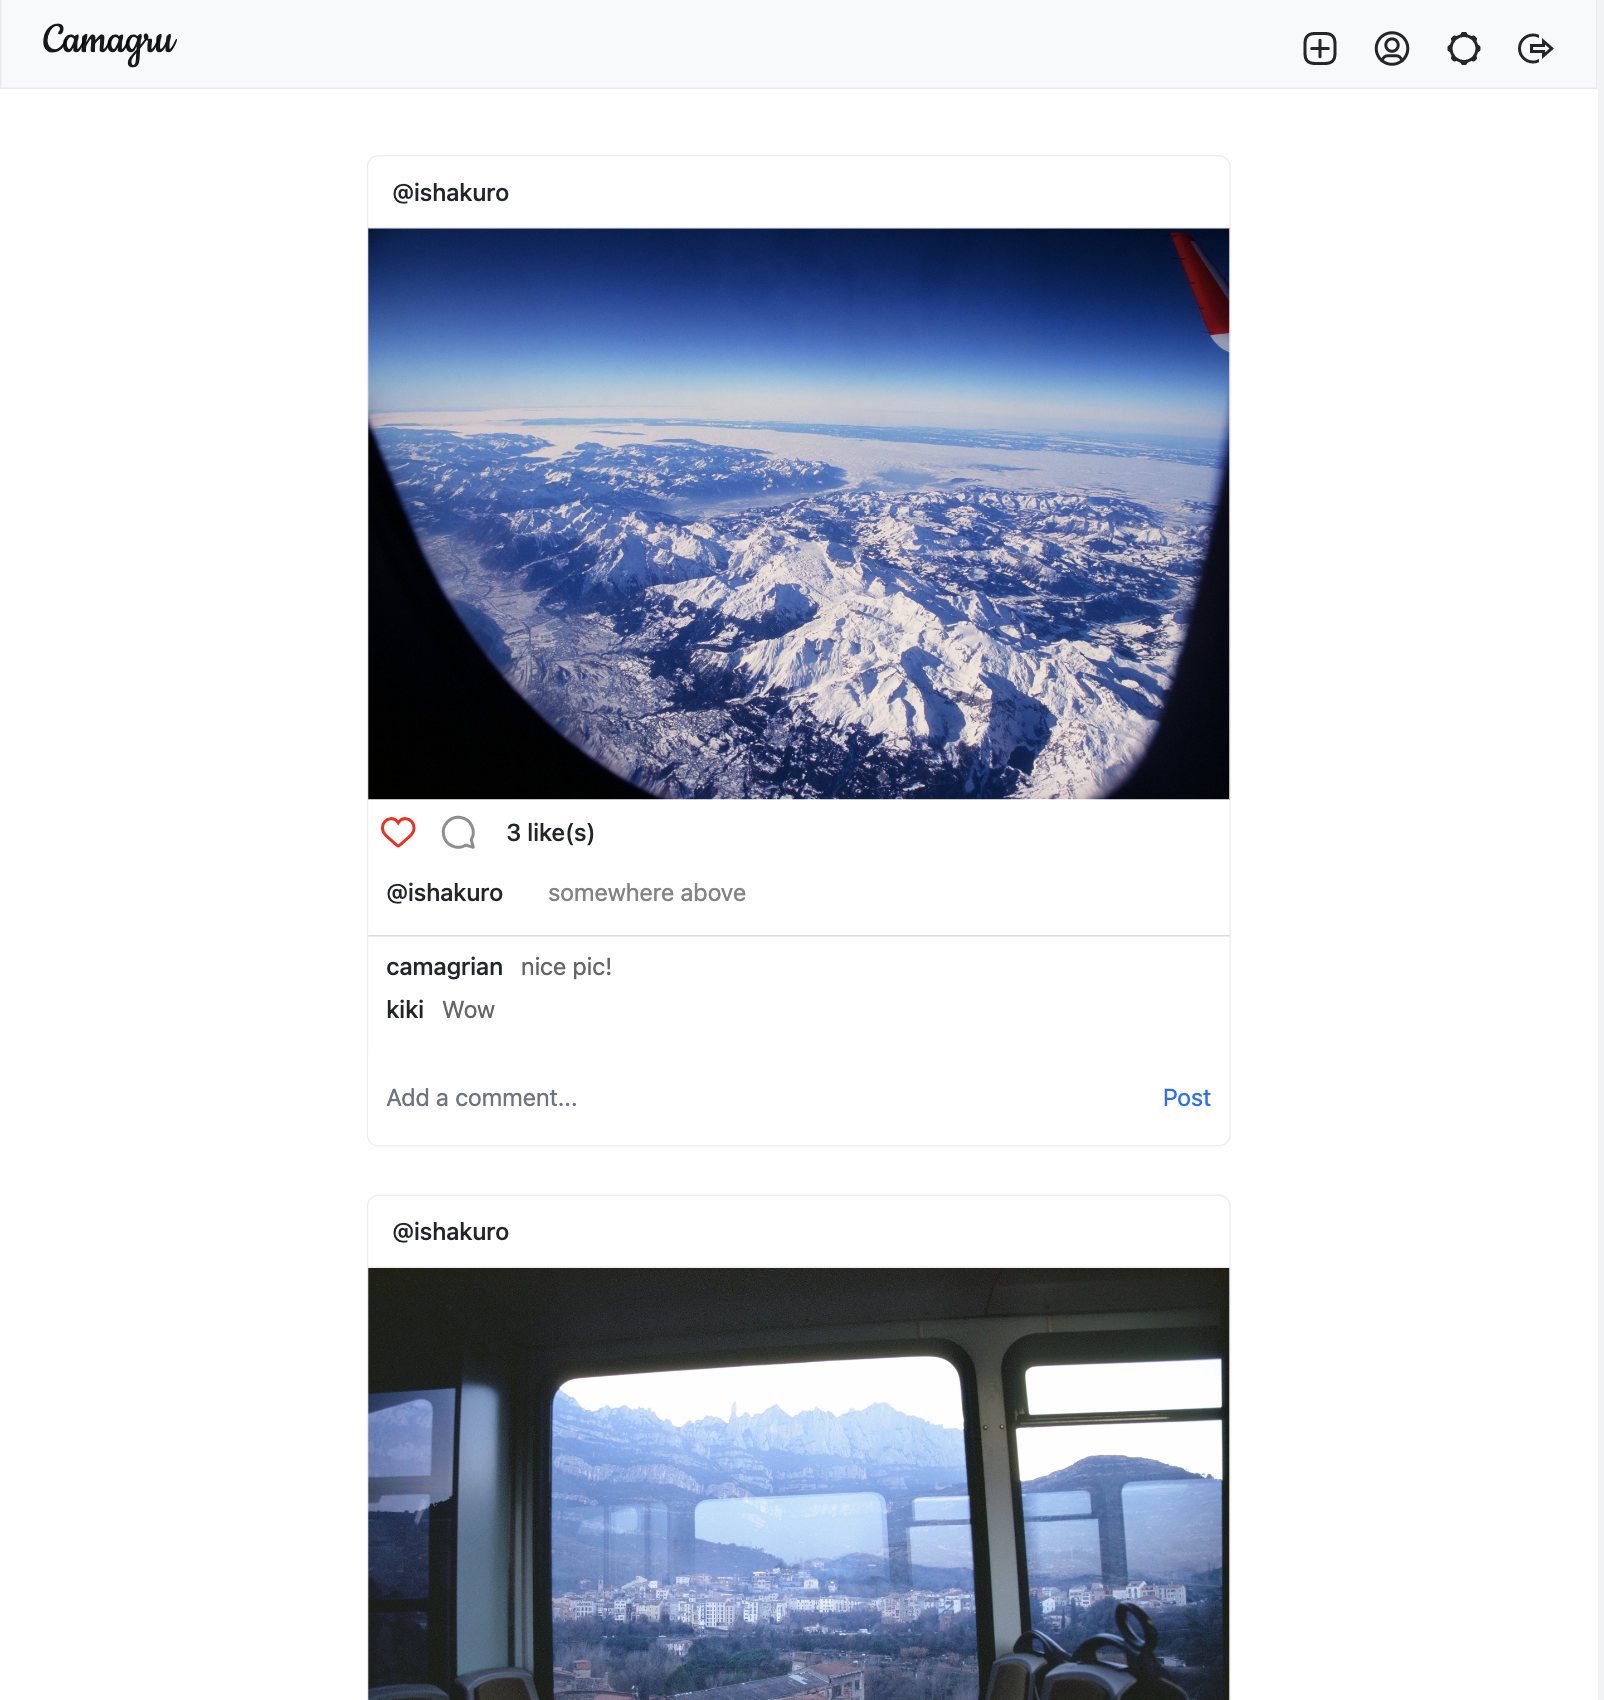 Camagru
@ishakuro
3 like(s)
@ishakuro somewhere above
camagrian nice pic!
kiki Wow
Add a comment... Post
@ishakuro